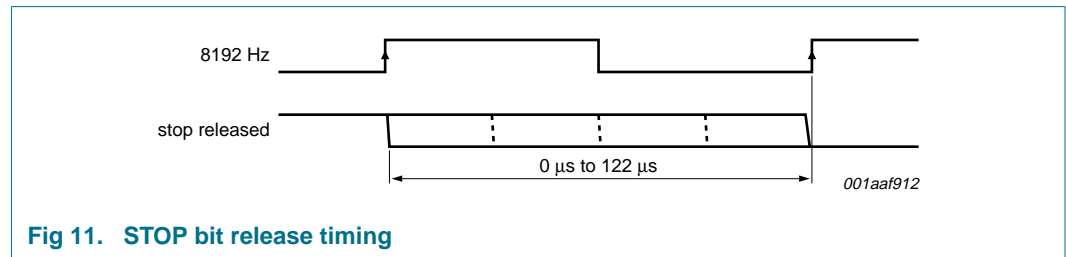 8192 Hz
stop released
0 μs to 122 μs
001aaf912
Fig 11. STOP bit release timing